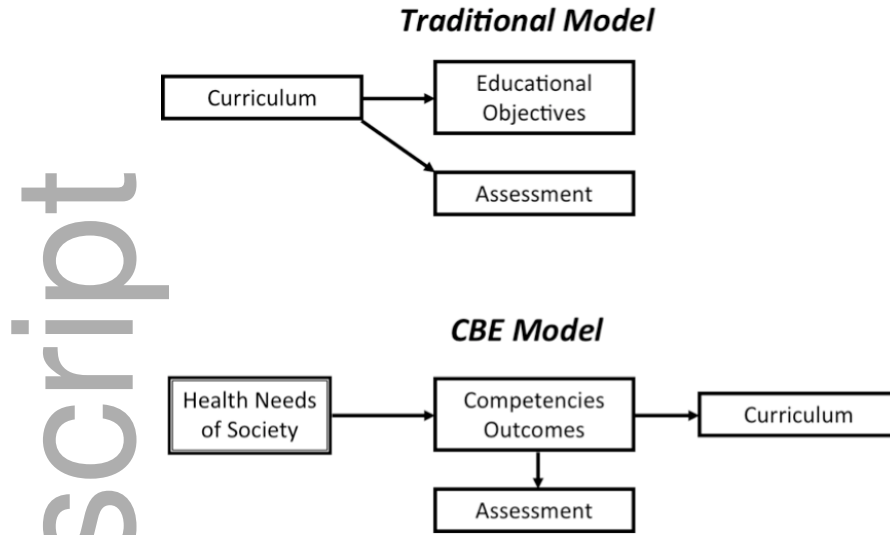 Traditional Model
Curriculum
Educational
Objectives
Assessment
script
CBE Model
Health Needs
of Society
Competencies
Outcomes
Curriculum
Assessment